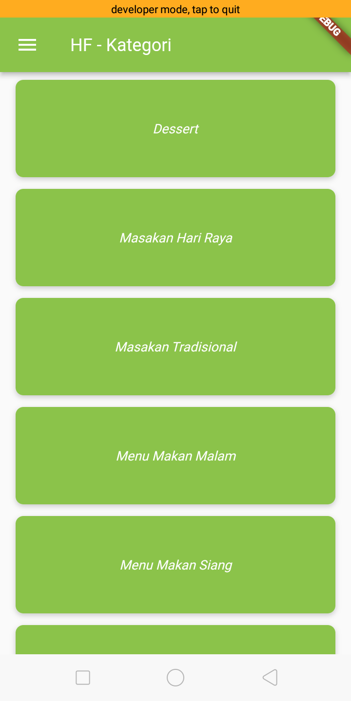 developer mode, tap to quit
HF - Kategori
Dessert
Masakan Hari Raya
Masakan Tradisional
Menu Makan Malam
Menu Makan Siang